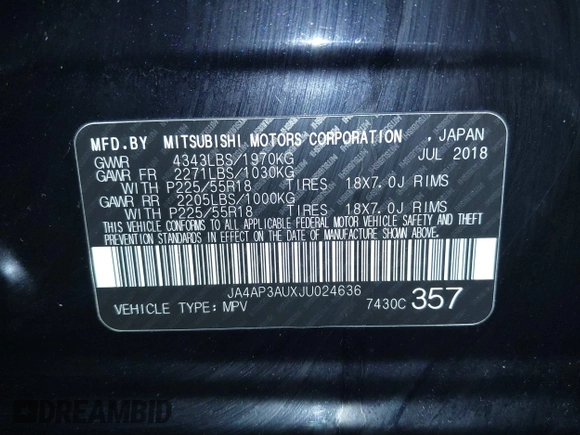 MFD.BY MITSUBISHI MOTORS CORPORATION , JAPAN
GVWR 4343LBS/1970KG JUL 2018
GAWR FR 2271LBS/1030KG
WITH P225/55R18 TIRES 18X7.0J RIMS
GAWR RR 2205LBS/1000KG
WITH P225/55R18 TIRES 18X7.0J RIMS
THIS VEHICLE CONFORMS TO ALL APPLICABLE FEDERAL MOTOR VEHICLE SAFETY AND THEFT
PREVENTION STANDARDS IN EFFECT ON THE DATE OF MANUFACTURE SHOWN ABOVE.
JA4AP3AUXJU024636
VEHICLE TYPE: MPV 7430C 357
DREAMBID